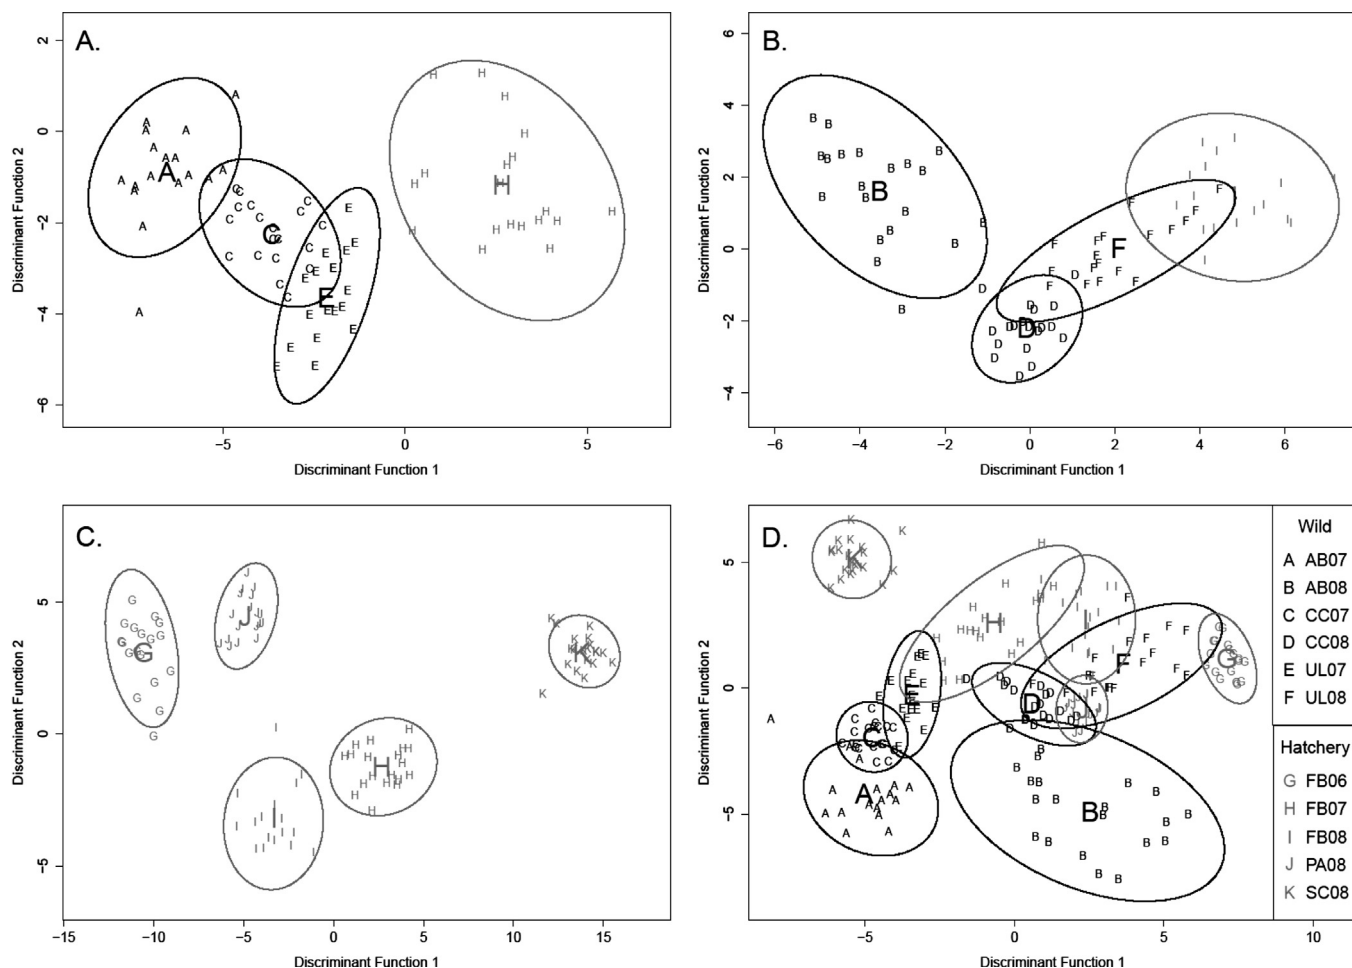 A.
Discriminant Function 2
2
0
−2
−4
−6
−5
0
5
Discriminant Function 1
A
C
E
H
B.
Discriminant Function 2
6
4
2
0
−2
−4
−6
−4
−2
0
2
4
6
Discriminant Function 1
B
D
F
I
C.
Discriminant Function 2
5
0
−5
−15
−10
−5
0
5
10
15
Discriminant Function 1
G
J
K
H
I
D.
Discriminant Function 2
5
0
−5
−5
0
5
10
Discriminant Function 1
K
H
I
G
F
E
D
C
A
B
Wild
A AB07
B AB08
C CC07
D CC08
E UL07
F UL08
Hatchery
G FB06
H FB07
I FB08
J PA08
K SC08